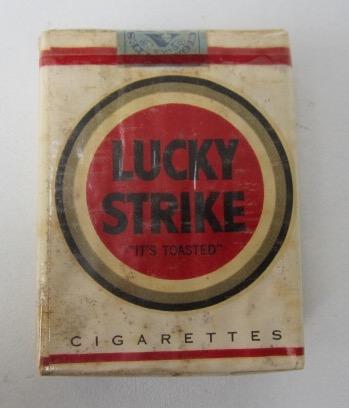 LUCKY
STRIKE
"IT'S TOASTED"
CIGARETTES